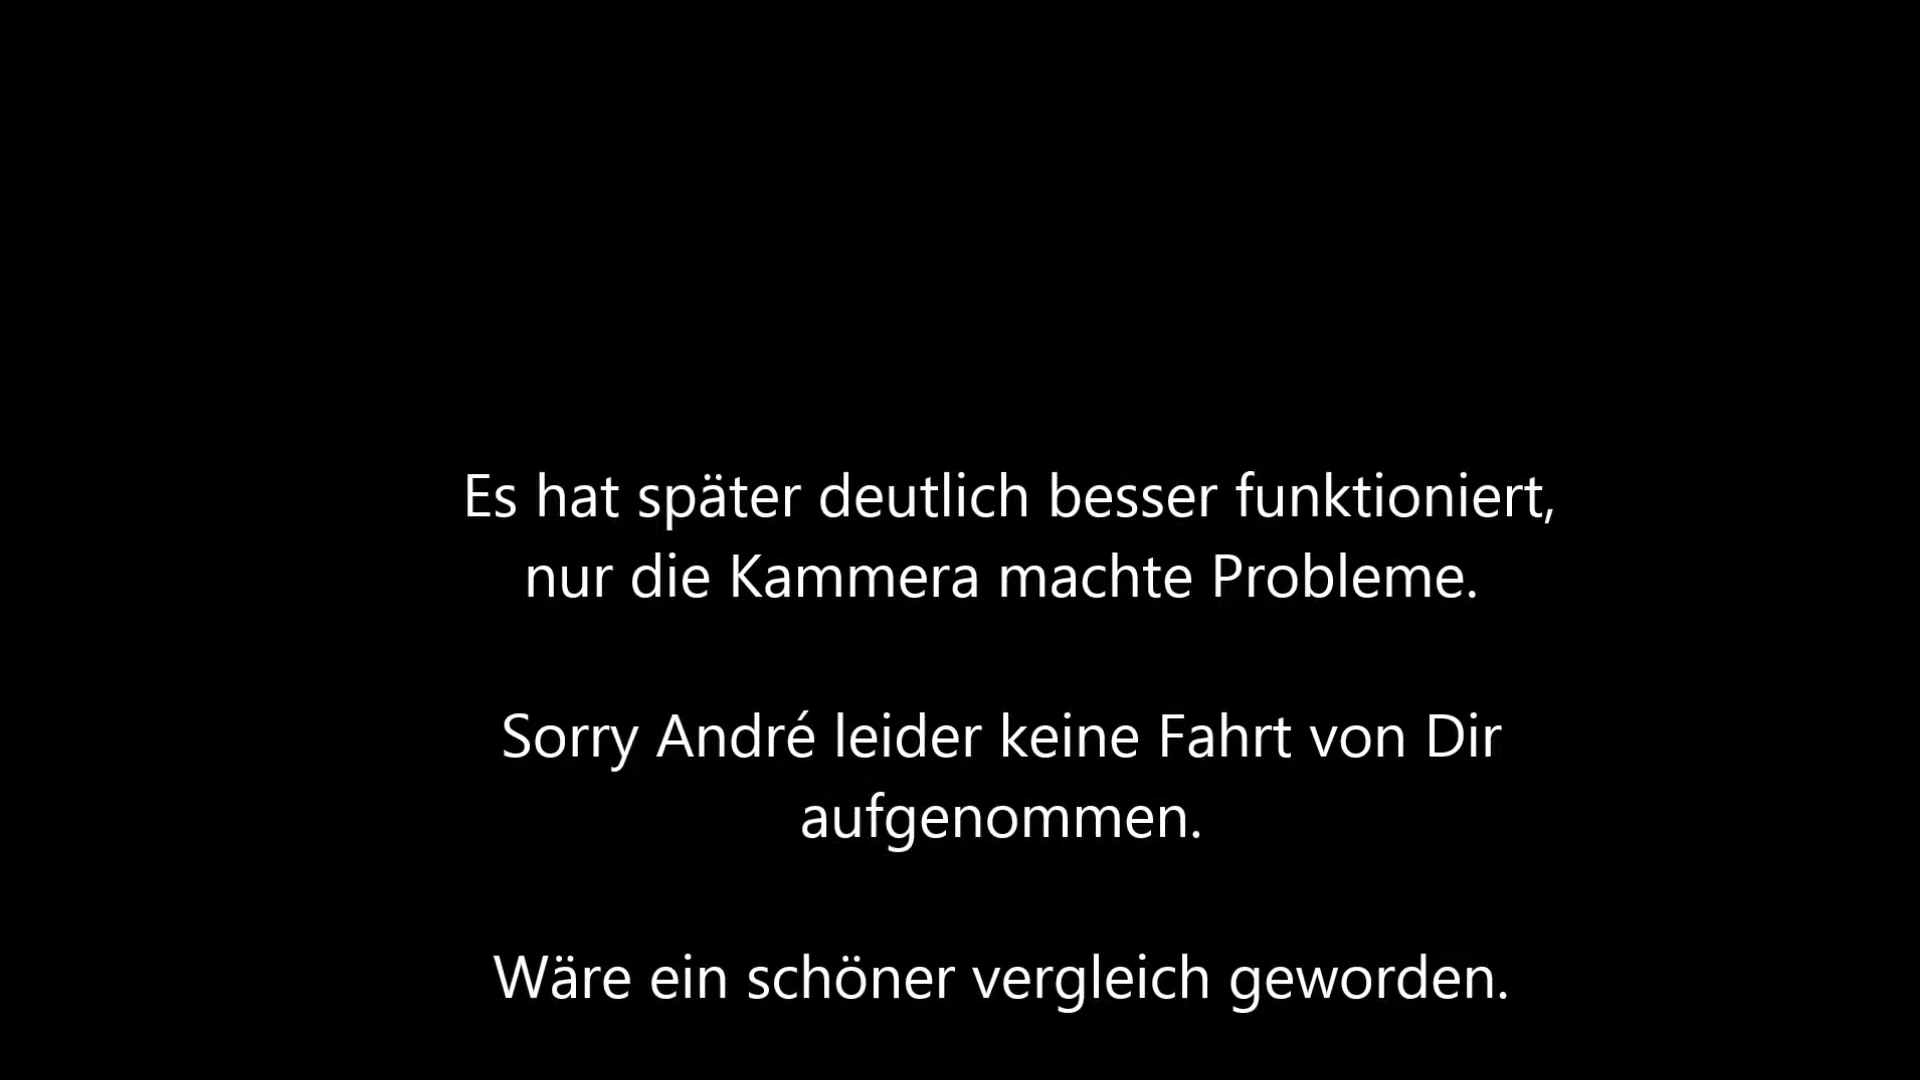 Es hat später deutlich besser funktioniert,
nur die Kammera machte Probleme.
Sorry André leider keine Fahrt von Dir
aufgenommen.
Wäre ein schöner vergleich geworden.